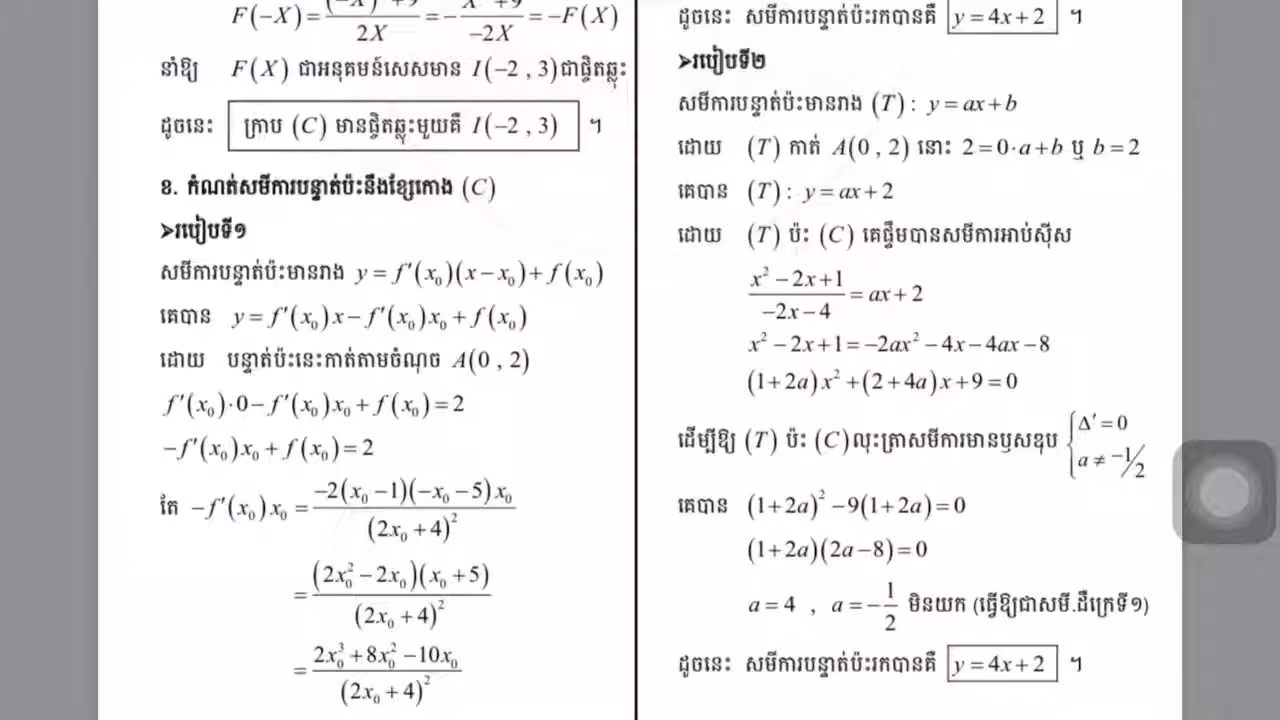 F(−X) = (−X)² + 9 / 2X = − X² + 9 / −2X = −F(X)
នាំឱ្យ F(X) ជាអនុគមន៍សេសមាន I(−2 , 3) ជាផ្ចិតឆ្លុះ
ដូចនេះ ក្រាប (C) មានផ្ចិតឆ្លុះមួយគឺ I(−2 , 3) ។
ខ. កំណត់សមីការបន្ទាត់ប៉ះនឹងខ្សែកោង (C)
➢របៀបទី១
សមីការបន្ទាត់ប៉ះមានរាង y = f′(x₀)(x − x₀) + f(x₀)
គេបាន y = f′(x₀)x − f′(x₀)x₀ + f(x₀)
ដោយ បន្ទាត់ប៉ះនេះកាត់តាមចំណុច A(0 , 2)
f′(x₀)·0 − f′(x₀)x₀ + f(x₀) = 2
−f′(x₀)x₀ + f(x₀) = 2
តែ −f′(x₀)x₀ = −2(x₀ − 1)(−x₀ − 5)x₀ / (2x₀ + 4)²
= (2x₀² − 2x₀)(x₀ + 5) / (2x₀ + 4)²
= 2x₀³ + 8x₀² − 10x₀ / (2x₀ + 4)²
ដូចនេះ សមីការបន្ទាត់ប៉ះរកបានគឺ y = 4x + 2 ។
➢របៀបទី២
សមីការបន្ទាត់ប៉ះមានរាង (T) : y = ax + b
ដោយ (T) កាត់ A(0 , 2) នោះ 2 = 0·a + b ឬ b = 2
គេបាន (T) : y = ax + 2
ដោយ (T) ប៉ះ (C) គេផ្ទឹមបានសមីការអាប់ស៊ីស
x² − 2x + 1 / −2x − 4 = ax + 2
x² − 2x + 1 = −2ax² − 4x − 4ax − 8
(1 + 2a)x² + (2 + 4a)x + 9 = 0
ដើម្បីឱ្យ (T) ប៉ះ (C) លុះត្រាសមីការមានឫសឌុប { Δ′ = 0
a ≠ −1/2
គេបាន (1 + 2a)² − 9(1 + 2a) = 0
(1 + 2a)(2a − 8) = 0
a = 4 , a = − 1/2 មិនយក (ធ្វើឱ្យជាសមី.ដឺក្រេទី១)
ដូចនេះ សមីការបន្ទាត់ប៉ះរកបានគឺ y = 4x + 2 ។